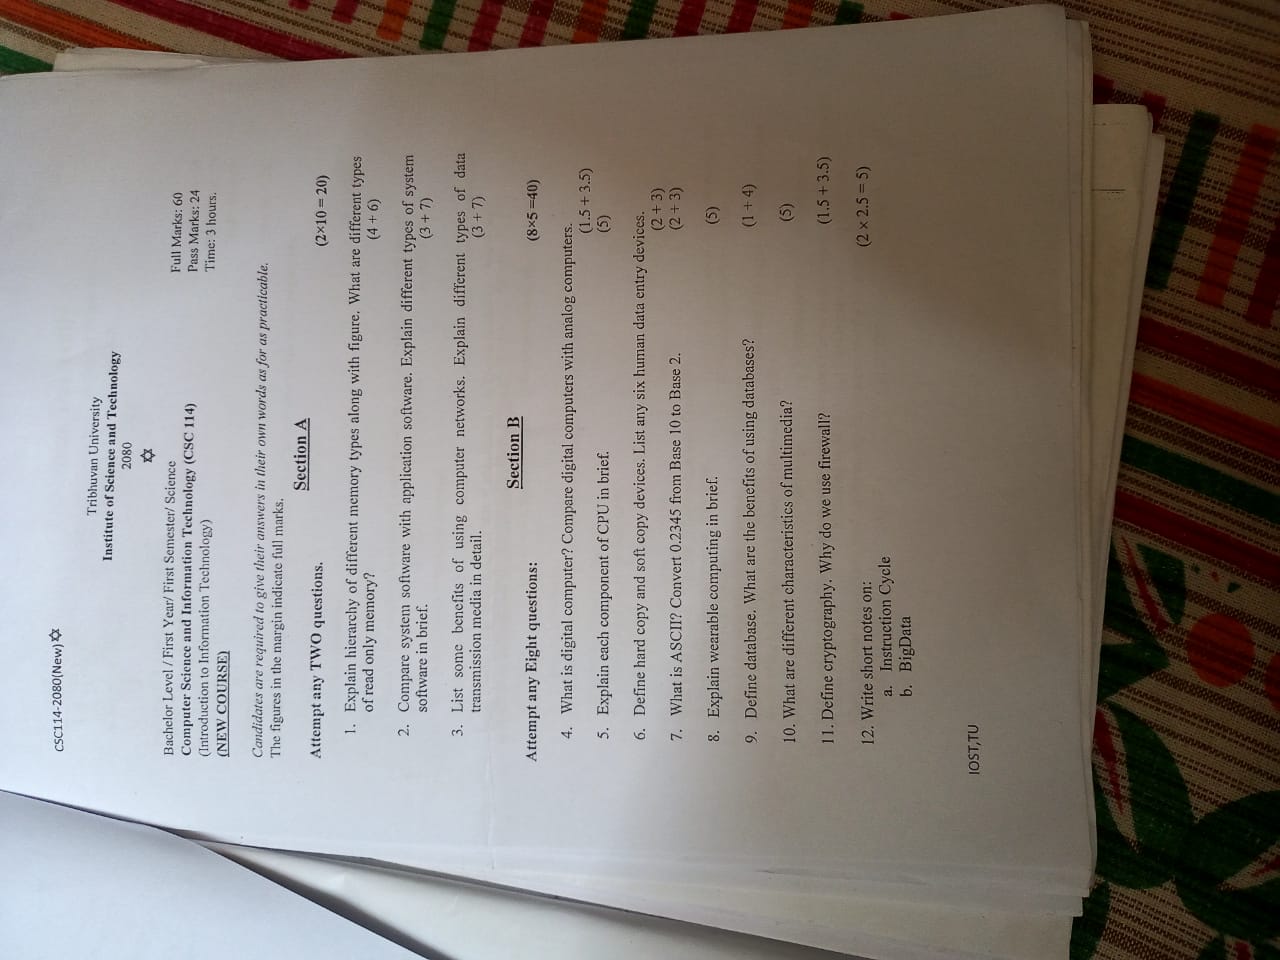 CSC114-2080(New)✡
Tribhuvan University
Institute of Science and Technology
2080
✡
Bachelor Level / First Year/ First Semester/ Science
Full Marks: 60
Computer Science and Information Technology (CSC 114)
Pass Marks: 24
(Introduction to Information Technology)
Time: 3 hours.
(NEW COURSE)
Candidates are required to give their answers in their own words as for as practicable.
The figures in the margin indicate full marks.
Section A
Attempt any TWO questions.
(2×10 = 20)
1. Explain hierarchy of different memory types along with figure. What are different types
of read only memory?
(4 + 6)
2. Compare system software with application software. Explain different types of system
software in brief.
(3 + 7)
3. List some benefits of using computer networks. Explain different types of data
transmission media in detail.
(3 + 7)
Section B
Attempt any Eight questions:
(8×5 =40)
4. What is digital computer? Compare digital computers with analog computers.
(1.5 + 3.5)
5. Explain each component of CPU in brief.
(5)
6. Define hard copy and soft copy devices. List any six human data entry devices.
(2 + 3)
7. What is ASCII? Convert 0.2345 from Base 10 to Base 2.
(2 + 3)
8. Explain wearable computing in brief.
(5)
9. Define database. What are the benefits of using databases?
(1 + 4)
10. What are different characteristics of multimedia?
(5)
11. Define cryptography. Why do we use firewall?
(1.5 + 3.5)
12. Write short notes on:
(2 x 2.5 = 5)
a. Instruction Cycle
b. BigData
IOST,TU